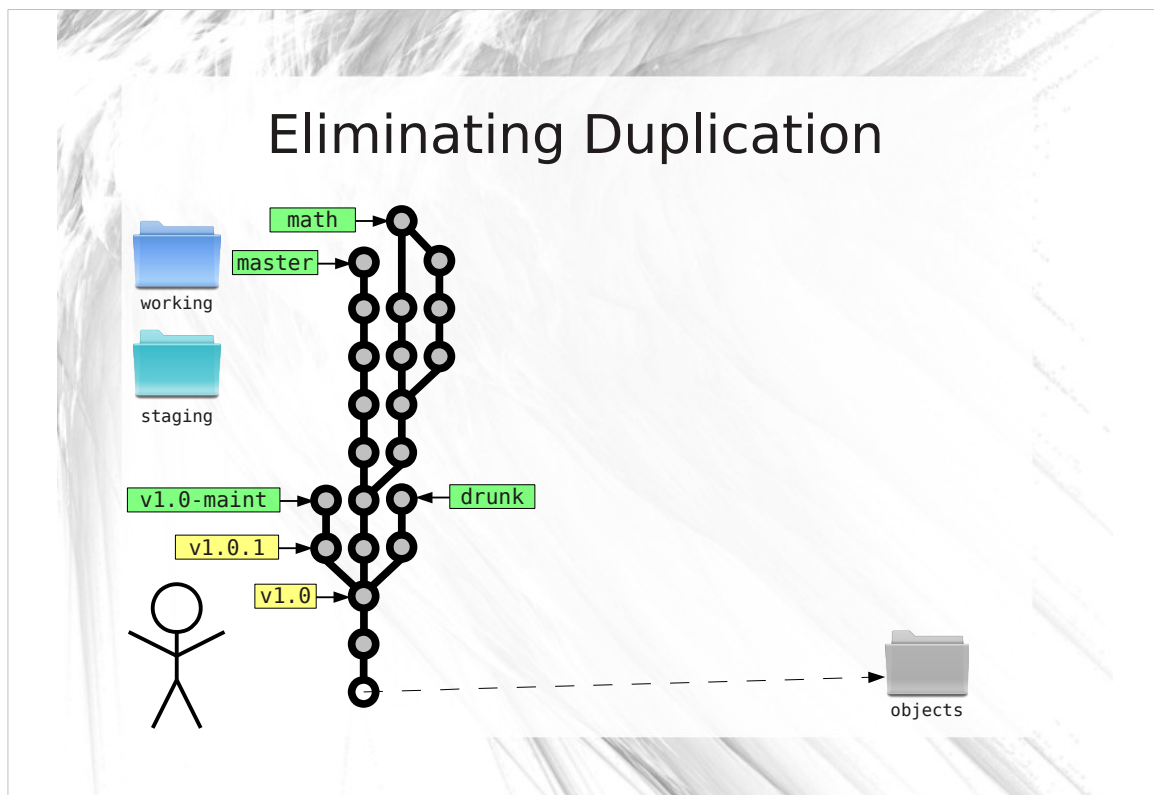 Eliminating Duplication
math
master
working
staging
v1.0-maint
drunk
v1.0.1
v1.0
objects